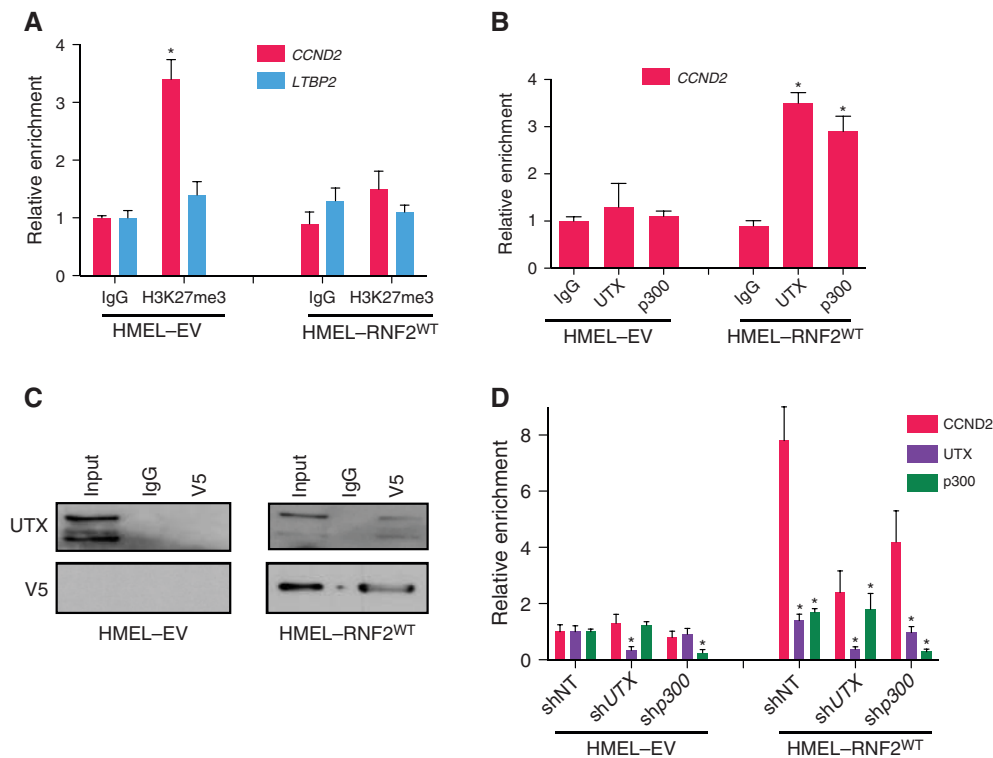 A
Relative enrichment
4
3
2
1
0
CCND2
LTBP2
*
IgG H3K27me3 IgG H3K27me3
HMEL–EV HMEL–RNF2WT
B
Relative enrichment
4
3
2
1
0
CCND2
* *
IgG UTX p300 IgG UTX p300
HMEL–EV HMEL–RNF2WT
C
Input IgG V5 Input IgG V5
UTX
V5
HMEL–EV HMEL–RNF2WT
D
Relative enrichment
8
6
4
2
0
CCND2
UTX
p300
* * * * * * * *
shNT shUTX shp300 shNT shUTX shp300
HMEL–EV HMEL–RNF2WT